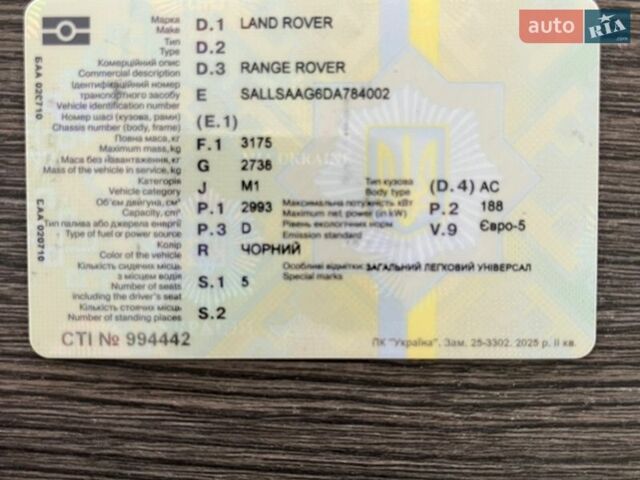 auto RIA .com
Марка D.1 LAND ROVER
Make
Тип D.2
Type
Комерційний опис D.3 RANGE ROVER
Commercial description
Ідентифікаційний номер
транспортного засобу E SALLSAAG6DA784002
Vehicle identification number
Номер шасі (кузова, рами) (E.1)
Chassis number (body, frame)
Повна маса, кг F.1 3175
Maximum mass, kg
Маса без навантаження, кг G 2738
Mass of the vehicle in service, kg
UKRAINE
Категорія J M1 Тип кузова (D.4) AC
Vehicle category Body type
Об'єм двигуна, см³ P.1 2993 Максимальна потужність кВт P.2 188
Capacity, cm³ Maximum net power (in kW)
Тип палива або джерела енергії P.3 D Рівень екологічних норм V.9 Євро-5
Type of fuel or power source Emission standard
Колір R ЧОРНИЙ
Color of the vehicle
Кількість сидячих місць Особливі відмітки: ЗАГАЛЬНИЙ ЛЕГКОВИЙ УНІВЕРСАЛ
з місцем водія S.1 5 Special marks
Number of seats
including the driver's seat
Кількість стоячих місць S.2
Number of standing places
СТІ № 994442
ПК "Україна", Зам. 25-3302. 2025 р. ІІ кв.